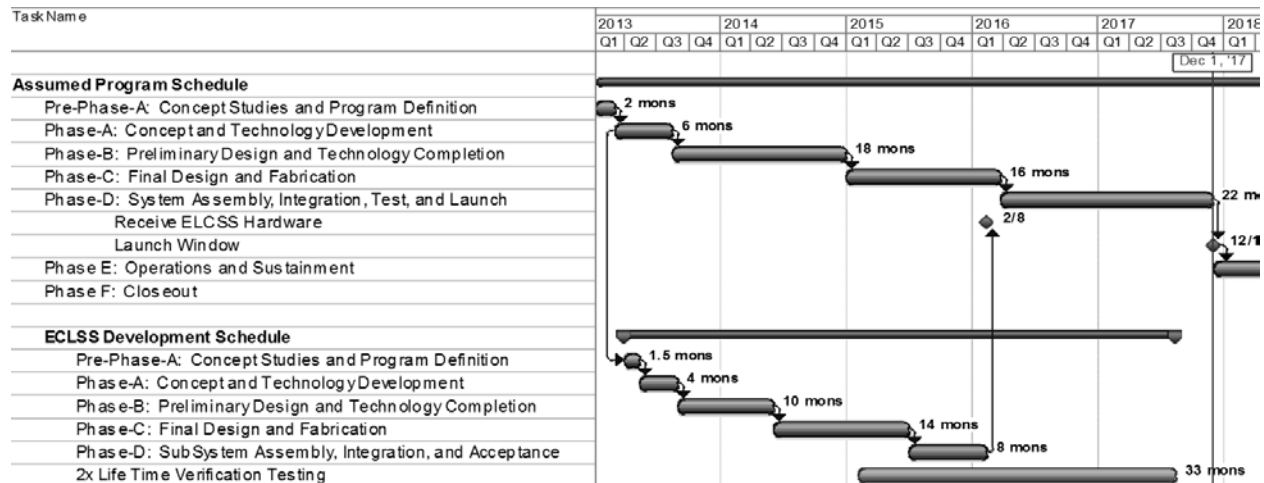 Task Name
2013 2014 2015 2016 2017 2018
Q1 Q2 Q3 Q4 Q1 Q2 Q3 Q4 Q1 Q2 Q3 Q4 Q1 Q2 Q3 Q4 Q1 Q2 Q3 Q4 Q1
Dec 1, '17
Assumed Program Schedule
Pre-Phase-A: Concept Studies and Program Definition 2 mons
Phase-A: Concept and Technology Development 6 mons
Phase-B: Preliminary Design and Technology Completion 18 mons
Phase-C: Final Design and Fabrication 16 mons
Phase-D: System Assembly, Integration, Test, and Launch 22 m
Receive ELCSS Hardware 2/8
Launch Window 12/1
Phase E: Operations and Sustainment
Phase F: Closeout
ECLSS Development Schedule
Pre-Phase-A: Concept Studies and Program Definition 1.5 mons
Phase-A: Concept and Technology Development 4 mons
Phase-B: Preliminary Design and Technology Completion 10 mons
Phase-C: Final Design and Fabrication 14 mons
Phase-D: SubSystem Assembly, Integration, and Acceptance 8 mons
2x Life Time Verification Testing 33 mons